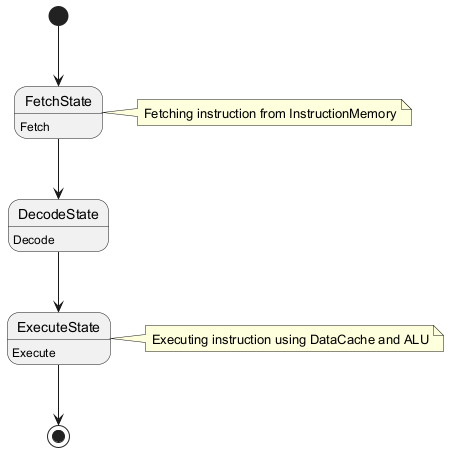 FetchState
Fetch
Fetching instruction from InstructionMemory
DecodeState
Decode
ExecuteState
Execute
Executing instruction using DataCache and ALU